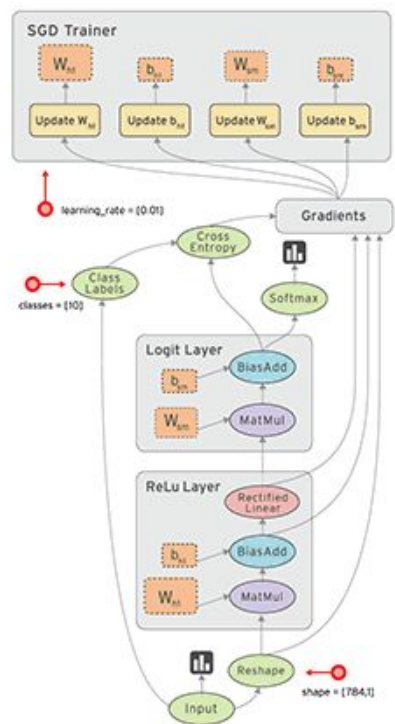 SGD Trainer
W
b
W
b
Update W
Update b
Update W
Update b
learning_rate = [0.01]
Gradients
Cross
Entropy
Class
Labels
classes = [10]
Softmax
Logit Layer
BiasAdd
b
W
MatMul
ReLu Layer
Rectified
Linear
b
BiasAdd
W
MatMul
Reshape
shape = [784,1]
Input